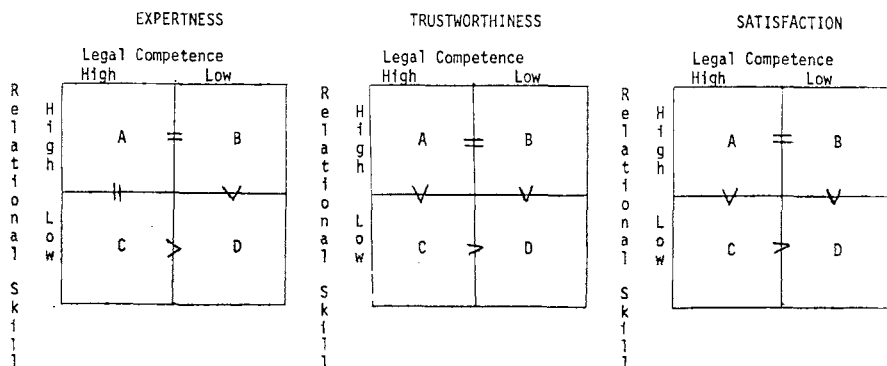 EXPERTNESS
Legal Competence
High Low
Relational Skill
High
Low
A = B
|| V
C > D
TRUSTWORTHINESS
Legal Competence
High Low
Relational Skill
High
Low
A = B
V V
C > D
SATISFACTION
Legal Competence
High Low
Relational Skill
High
Low
A = B
V V
C > D